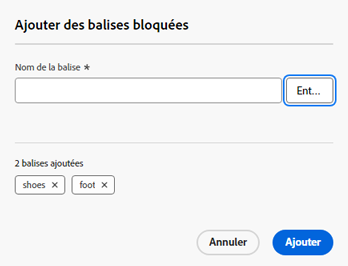 Ajouter des balises bloquées
Nom de la balise *
Ent...
2 balises ajoutées
shoes ✕ foot ✕
Annuler Ajouter